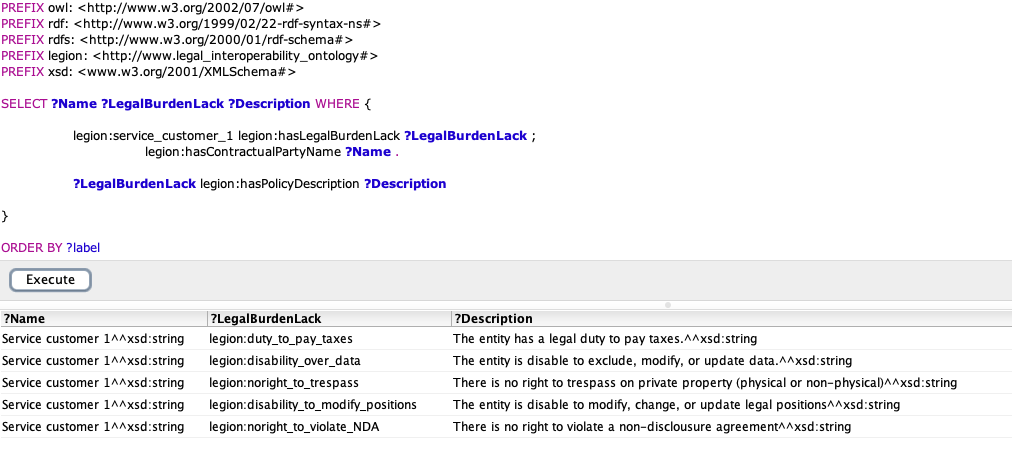 PREFIX owl: <http://www.w3.org/2002/07/owl#>
PREFIX rdf: <http://www.w3.org/1999/02/22-rdf-syntax-ns#>
PREFIX rdfs: <http://www.w3.org/2000/01/rdf-schema#>
PREFIX legion: <http://www.legal_interoperability_ontology#>
PREFIX xsd: <www.w3.org/2001/XMLSchema#>
SELECT ?Name ?LegalBurdenLack ?Description WHERE {
legion:service_customer_1 legion:hasLegalBurdenLack ?LegalBurdenLack ;
legion:hasContractualPartyName ?Name .
?LegalBurdenLack legion:hasPolicyDescription ?Description
}
ORDER BY ?label
Execute
?Name ?LegalBurdenLack ?Description
Service customer 1^^xsd:string legion:duty_to_pay_taxes The entity has a legal duty to pay taxes.^^xsd:string
Service customer 1^^xsd:string legion:disability_over_data The entity is disable to exclude, modify, or update data.^^xsd:string
Service customer 1^^xsd:string legion:noright_to_trespass There is no right to trespass on private property (physical or non-physical)^^xsd:string
Service customer 1^^xsd:string legion:disability_to_modify_positions The entity is disable to modify, change, or update legal positions^^xsd:string
Service customer 1^^xsd:string legion:noright_to_violate_NDA There is no right to violate a non-disclousure agreement^^xsd:string